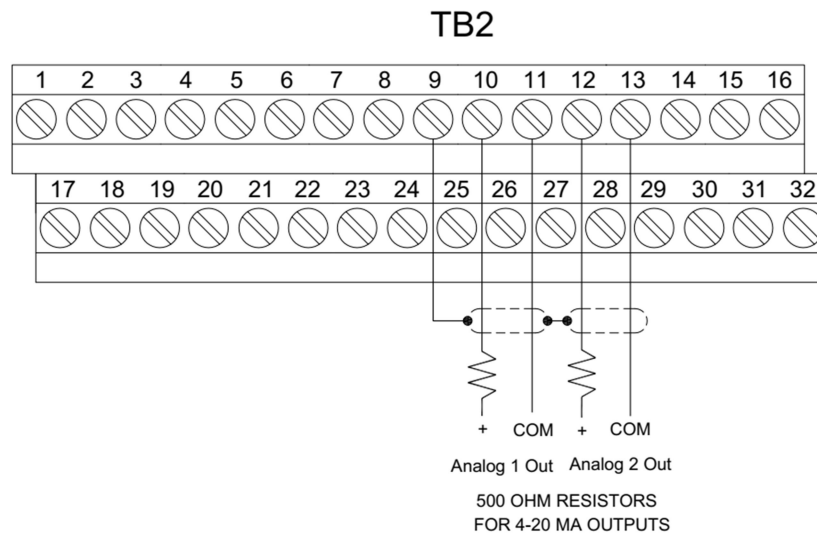 TB2
1 2 3 4 5 6 7 8 9 10 11 12 13 14 15 16
17 18 19 20 21 22 23 24 25 26 27 28 29 30 31 32
+ COM + COM
Analog 1 Out Analog 2 Out
500 OHM RESISTORS
FOR 4-20 MA OUTPUTS